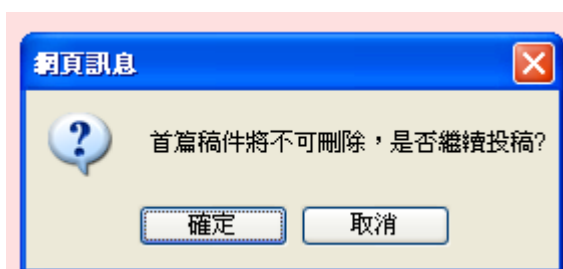 網頁訊息
首篇稿件將不可刪除，是否繼續投稿?
確定
取消